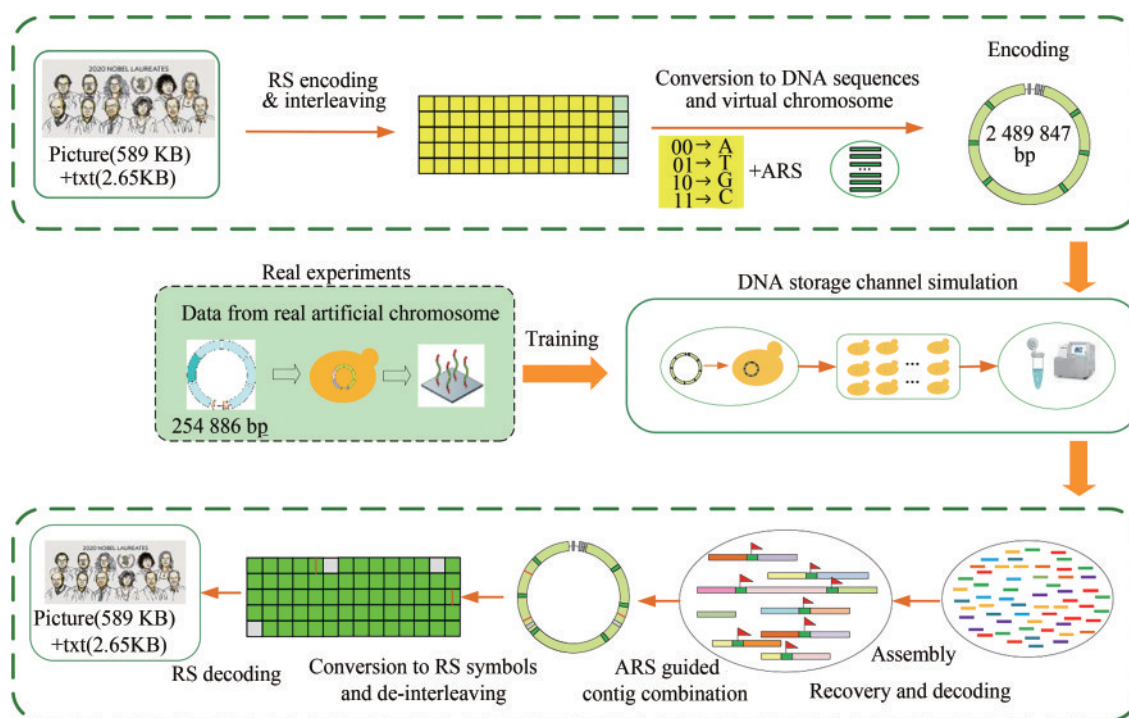 2020 NOBEL LAUREATES
Picture(589 KB)
+txt(2.65KB)
RS encoding
& interleaving
Conversion to DNA sequences
and virtual chromosome
00→A
01→T
10→G
11→C
+ARS
...
Encoding
2 489 847
bp
Real experiments
Data from real artificial chromosome
254 886 bp
Training
DNA storage channel simulation
...
...
...
2020 NOBEL LAUREATES
Picture(589 KB)
+txt(2.65KB)
RS decoding
Conversion to RS symbols
and de-interleaving
ARS guided
contig combination
Assembly
Recovery and decoding